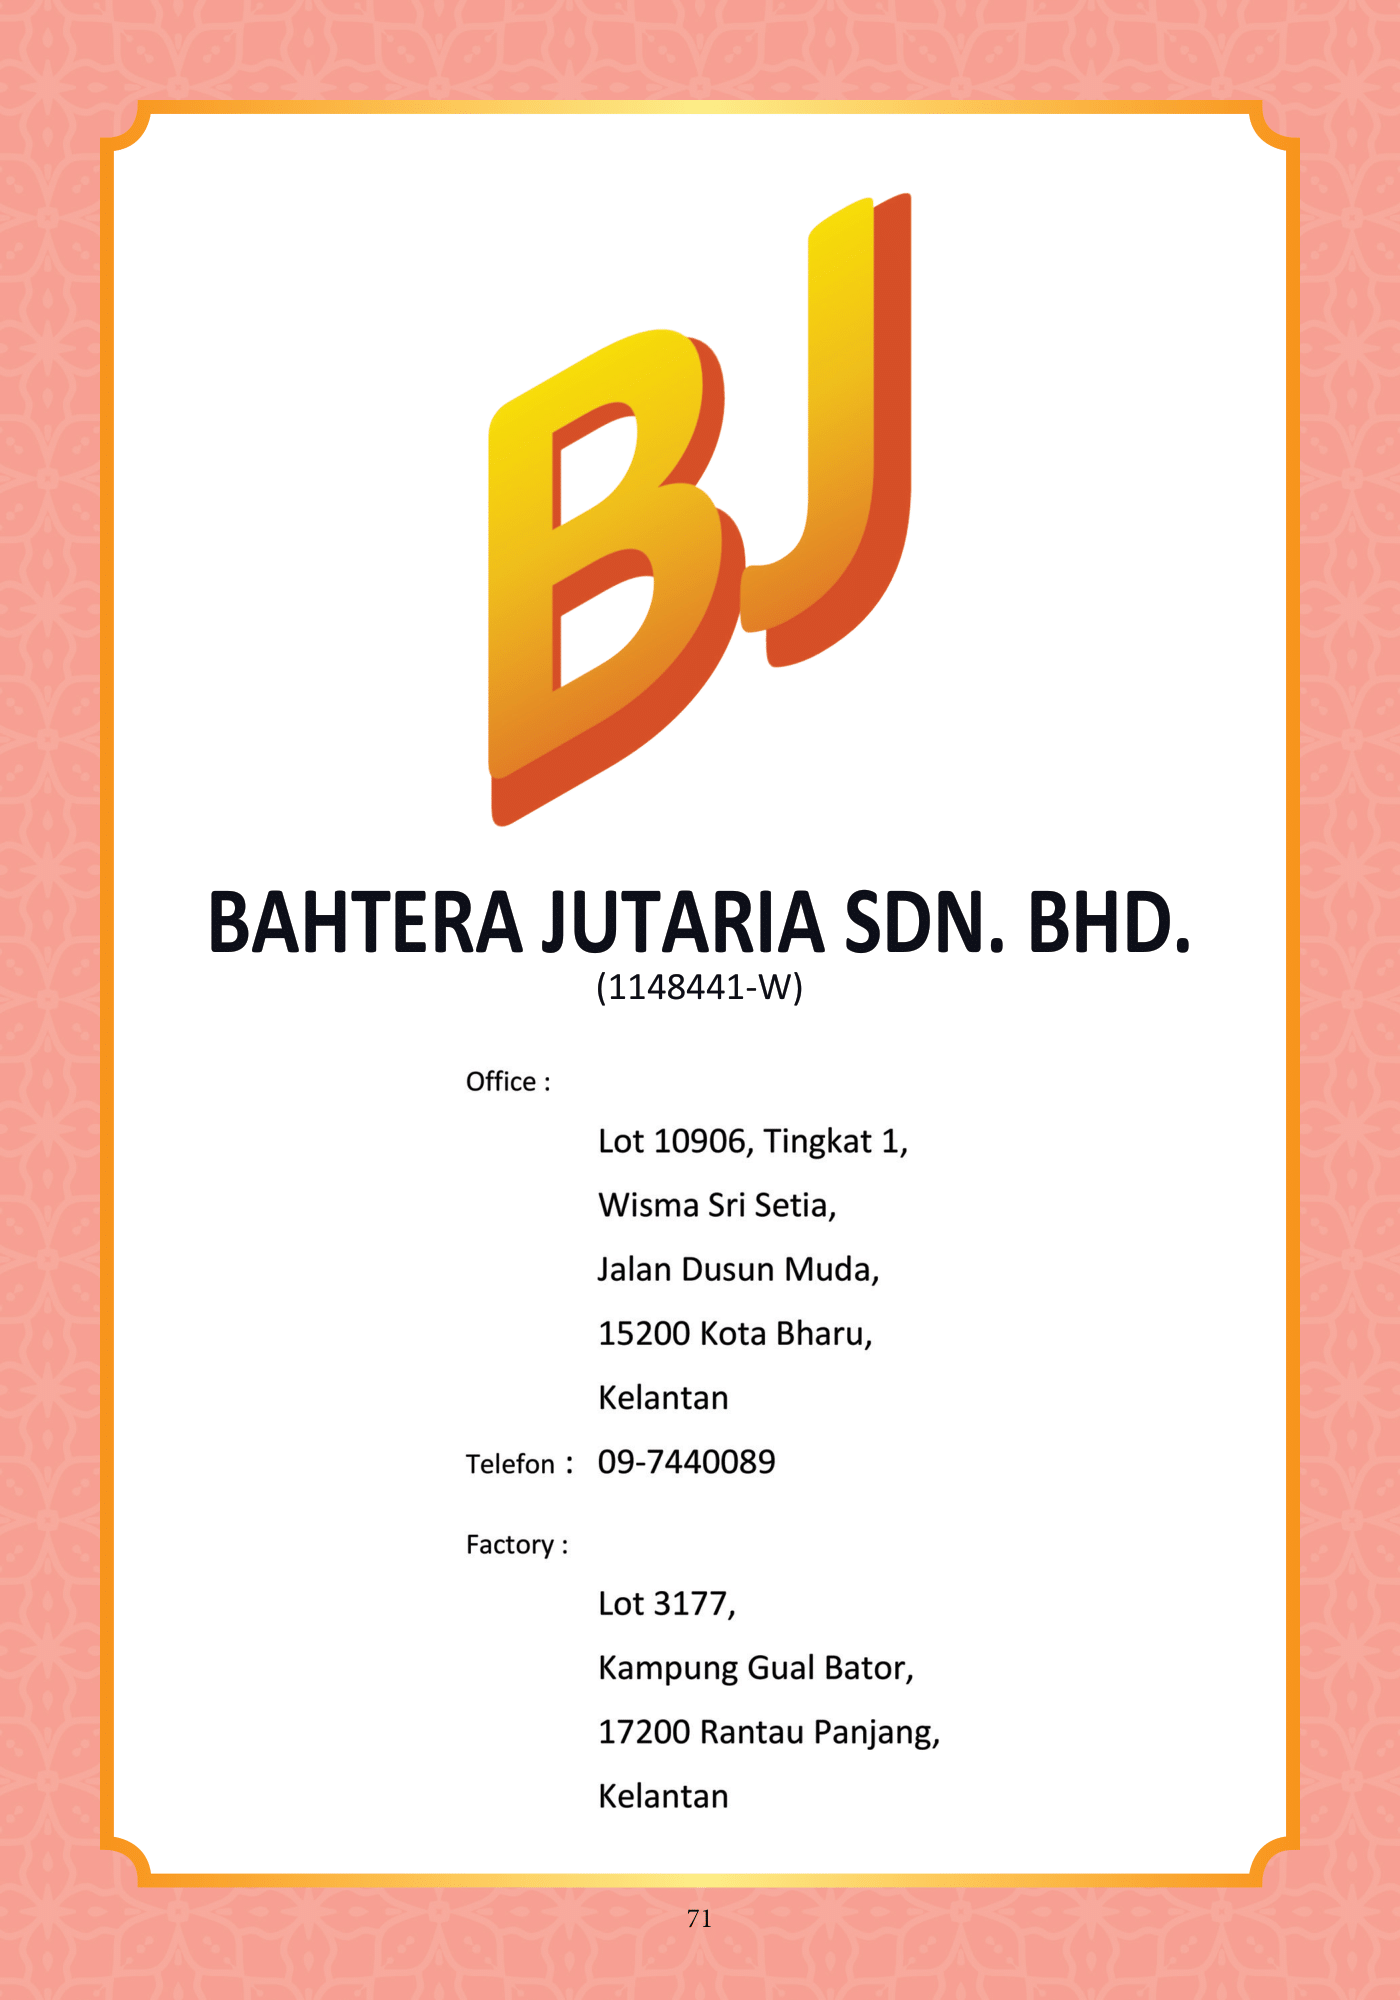 BJ
BAHTERA JUTARIA SDN. BHD.
(1148441-W)
Office :
Lot 10906, Tingkat 1,
Wisma Sri Setia,
Jalan Dusun Muda,
15200 Kota Bharu,
Kelantan
Telefon : 09-7440089
Factory :
Lot 3177,
Kampung Gual Bator,
17200 Rantau Panjang,
Kelantan
71